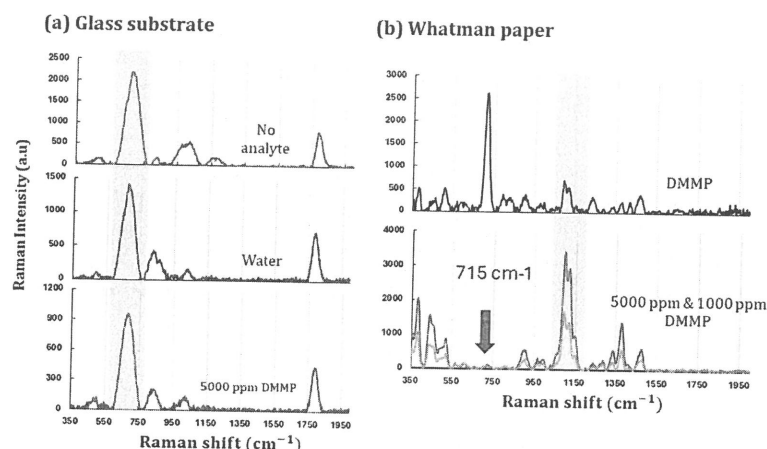 (a) Glass substrate
2500
2000
1500
1000
500
0
No
analyte
1500
1000
500
0
Water
1200
900
600
300
0
5000 ppm DMMP
350 550 750 950 1150 1350 1550 1750 1950
Raman shift (cm⁻¹)
Raman Intensity (a.u)
(b) Whatman paper
3000
2500
2000
1500
1000
500
0
DMMP
4000
3000
2000
1000
0
715 cm-1
5000 ppm & 1000 ppm
DMMP
350 550 750 950 1150 1350 1550 1750 1950
Raman shift (cm⁻¹)